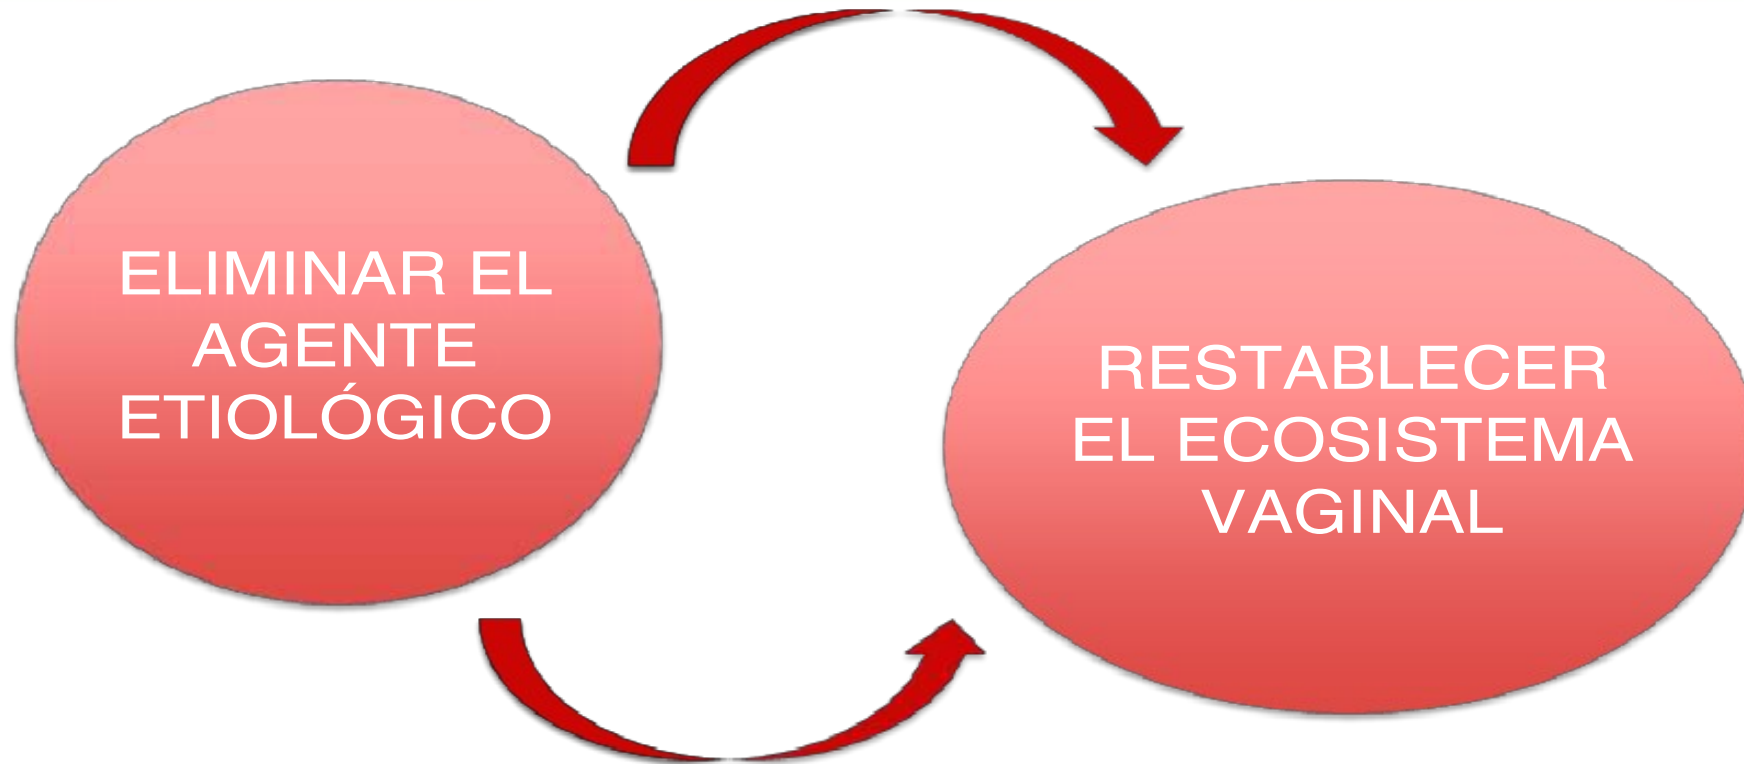 ELIMINAR EL
AGENTE
ETIOLÓGICO
RESTABLECER
EL ECOSISTEMA
VAGINAL